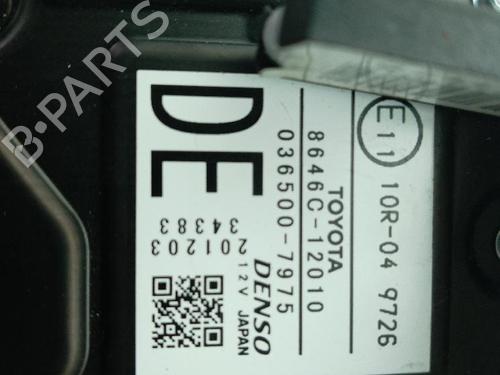 E11 10R-04 9726
TOYOTA
8646C-12010
036500-7975
DE
201203
34383
DENSO
12V JAPAN
B-PARTS